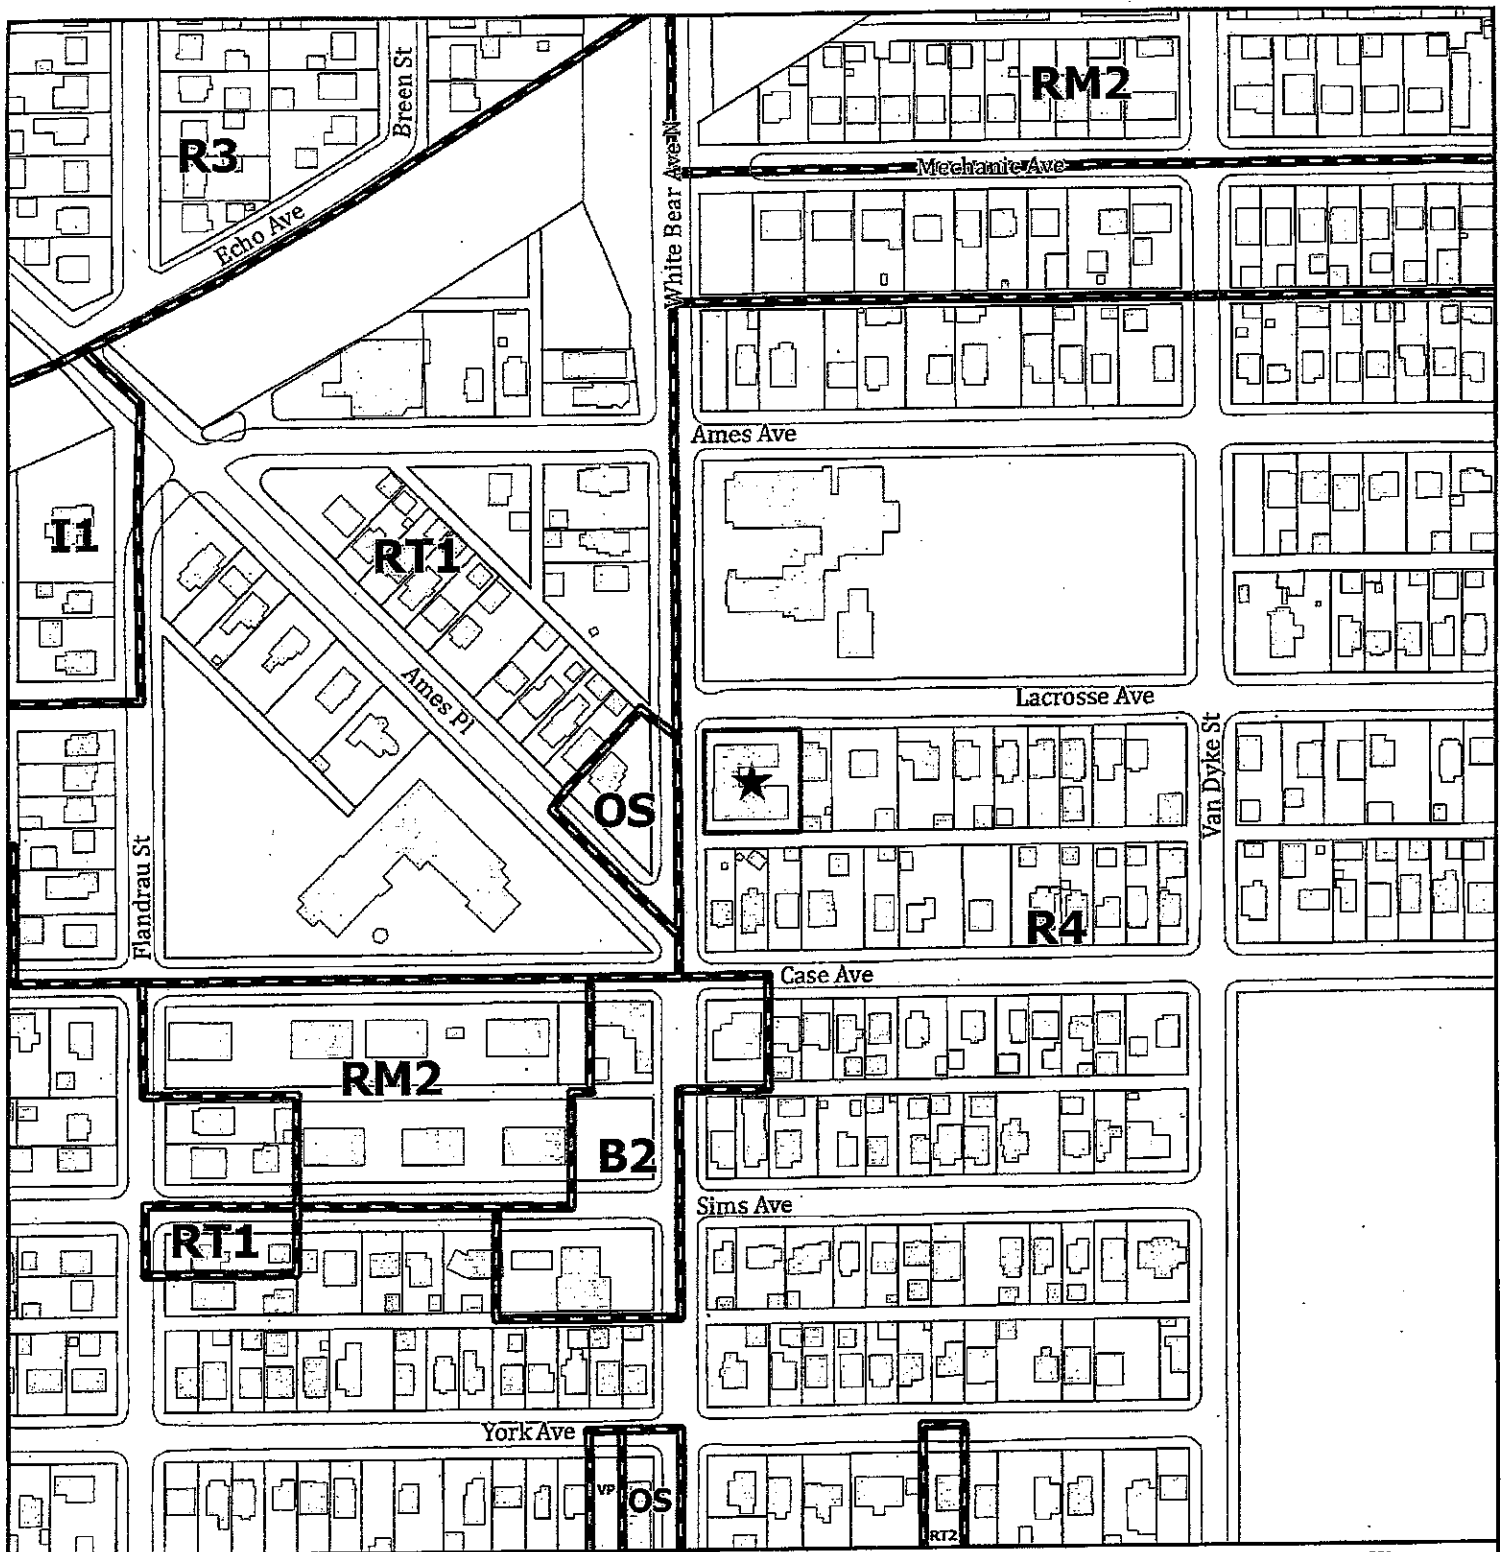 Breen St
RM2
R3
Mechanic Ave
White Bear Ave N
Echo Ave
Ames Ave
I1
RT1
Lacrosse Ave
Ames Pl
Van Dyke St
OS
Flandrau St
R4
Case Ave
RM2
B2
Sims Ave
RT1
York Ave
VP
OS
RT2